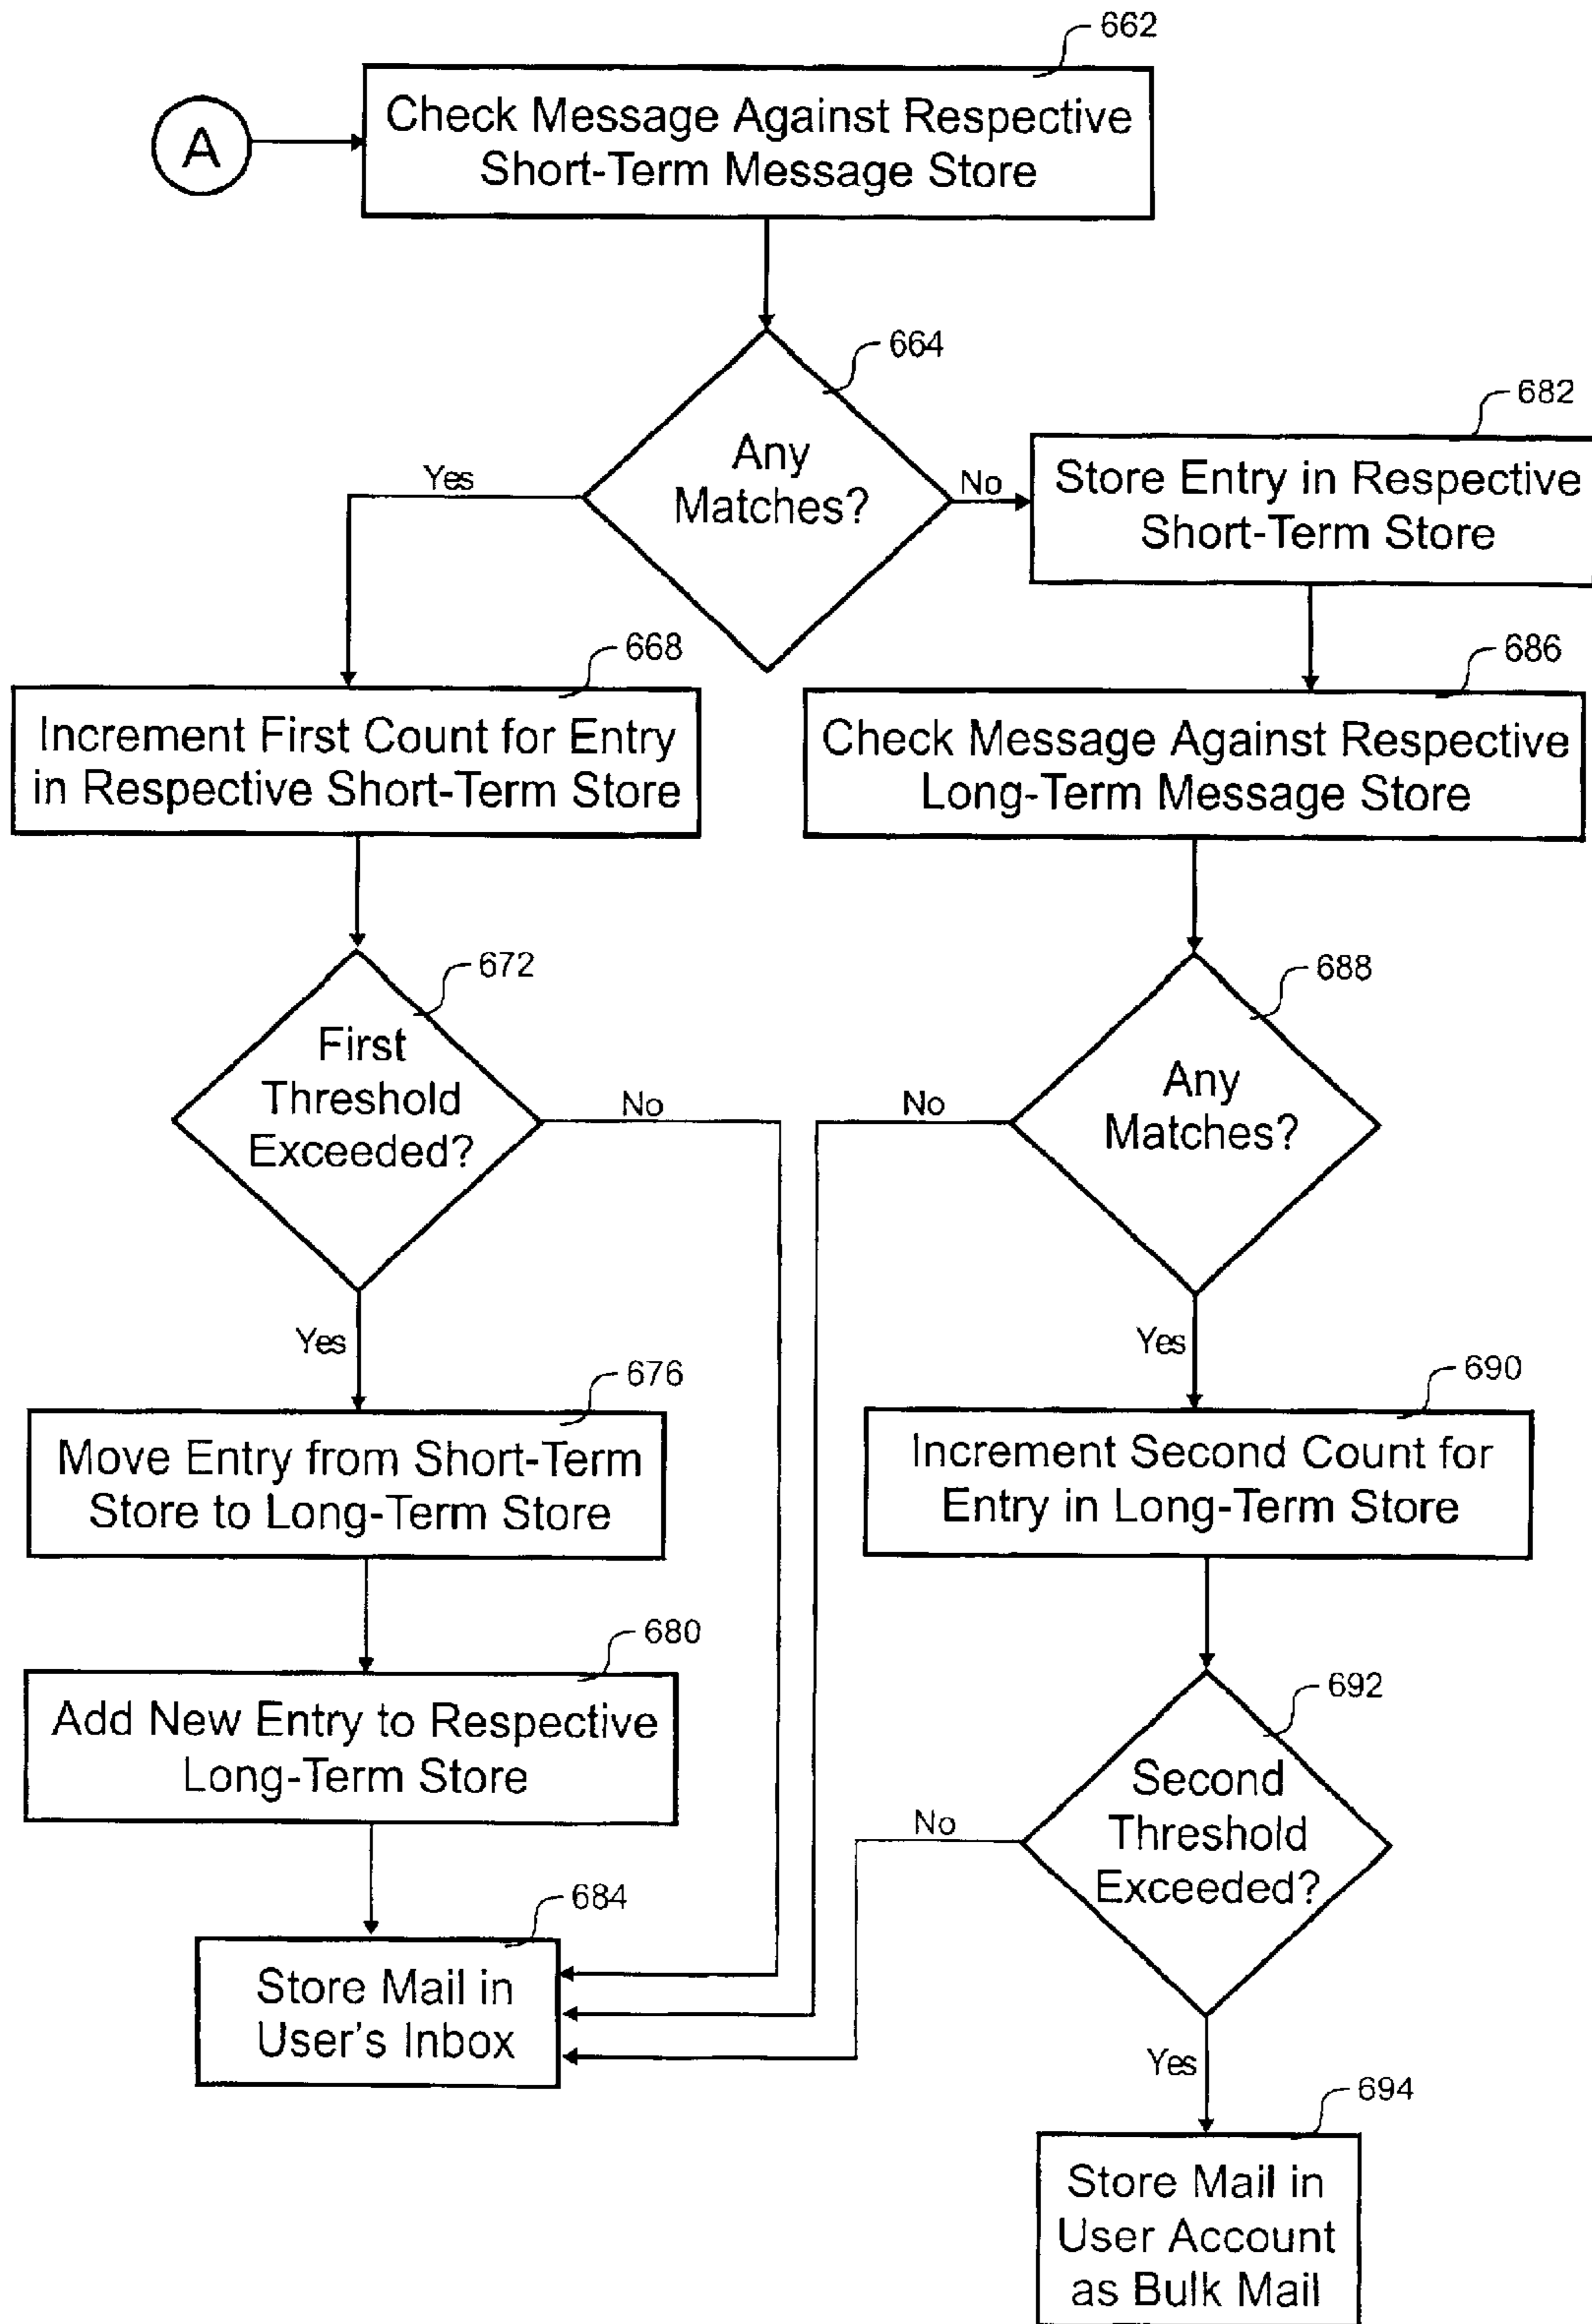 662
A
Check Message Against Respective
Short-Term Message Store
664
Any
Matches?
Yes
No
682
Store Entry in Respective
Short-Term Store
668
Increment First Count for Entry
in Respective Short-Term Store
686
Check Message Against Respective
Long-Term Message Store
672
First
Threshold
Exceeded?
No
Yes
688
Any
Matches?
No
Yes
676
Move Entry from Short-Term
Store to Long-Term Store
690
Increment Second Count for
Entry in Long-Term Store
680
Add New Entry to Respective
Long-Term Store
692
Second
Threshold
Exceeded?
No
Yes
684
Store Mail in
User's Inbox
694
Store Mail in
User Account
as Bulk Mail